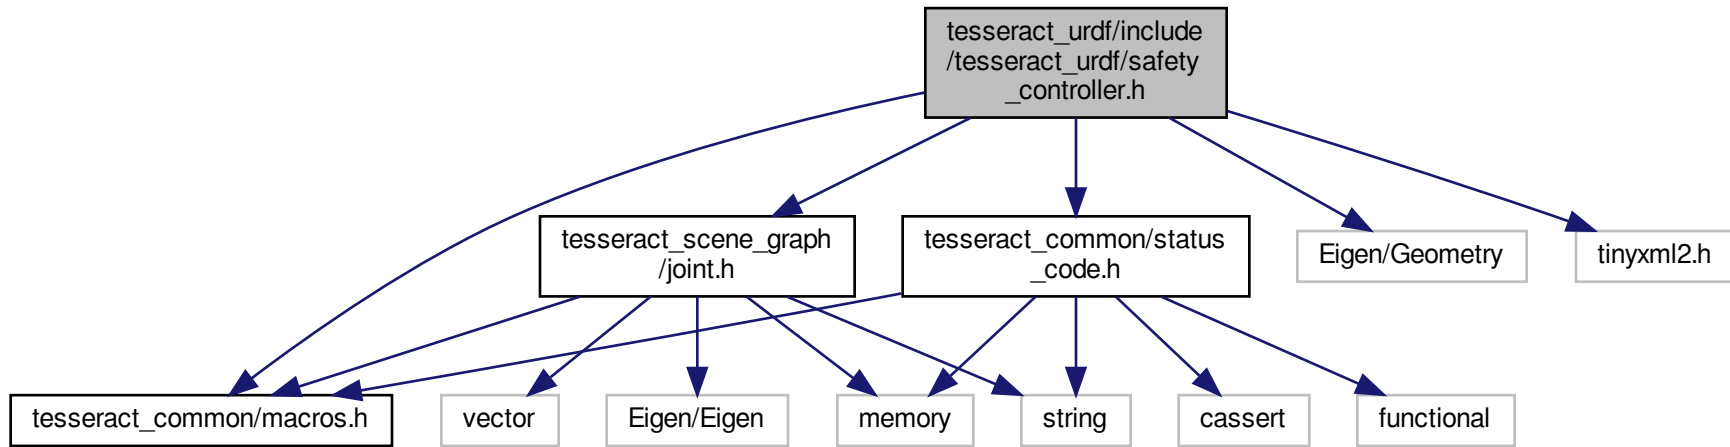 tesseract_urdf/include
/tesseract_urdf/safety
_controller.h
tesseract_scene_graph
/joint.h
tesseract_common/status
_code.h
Eigen/Geometry
tinyxml2.h
tesseract_common/macros.h
vector
Eigen/Eigen
memory
string
cassert
functional